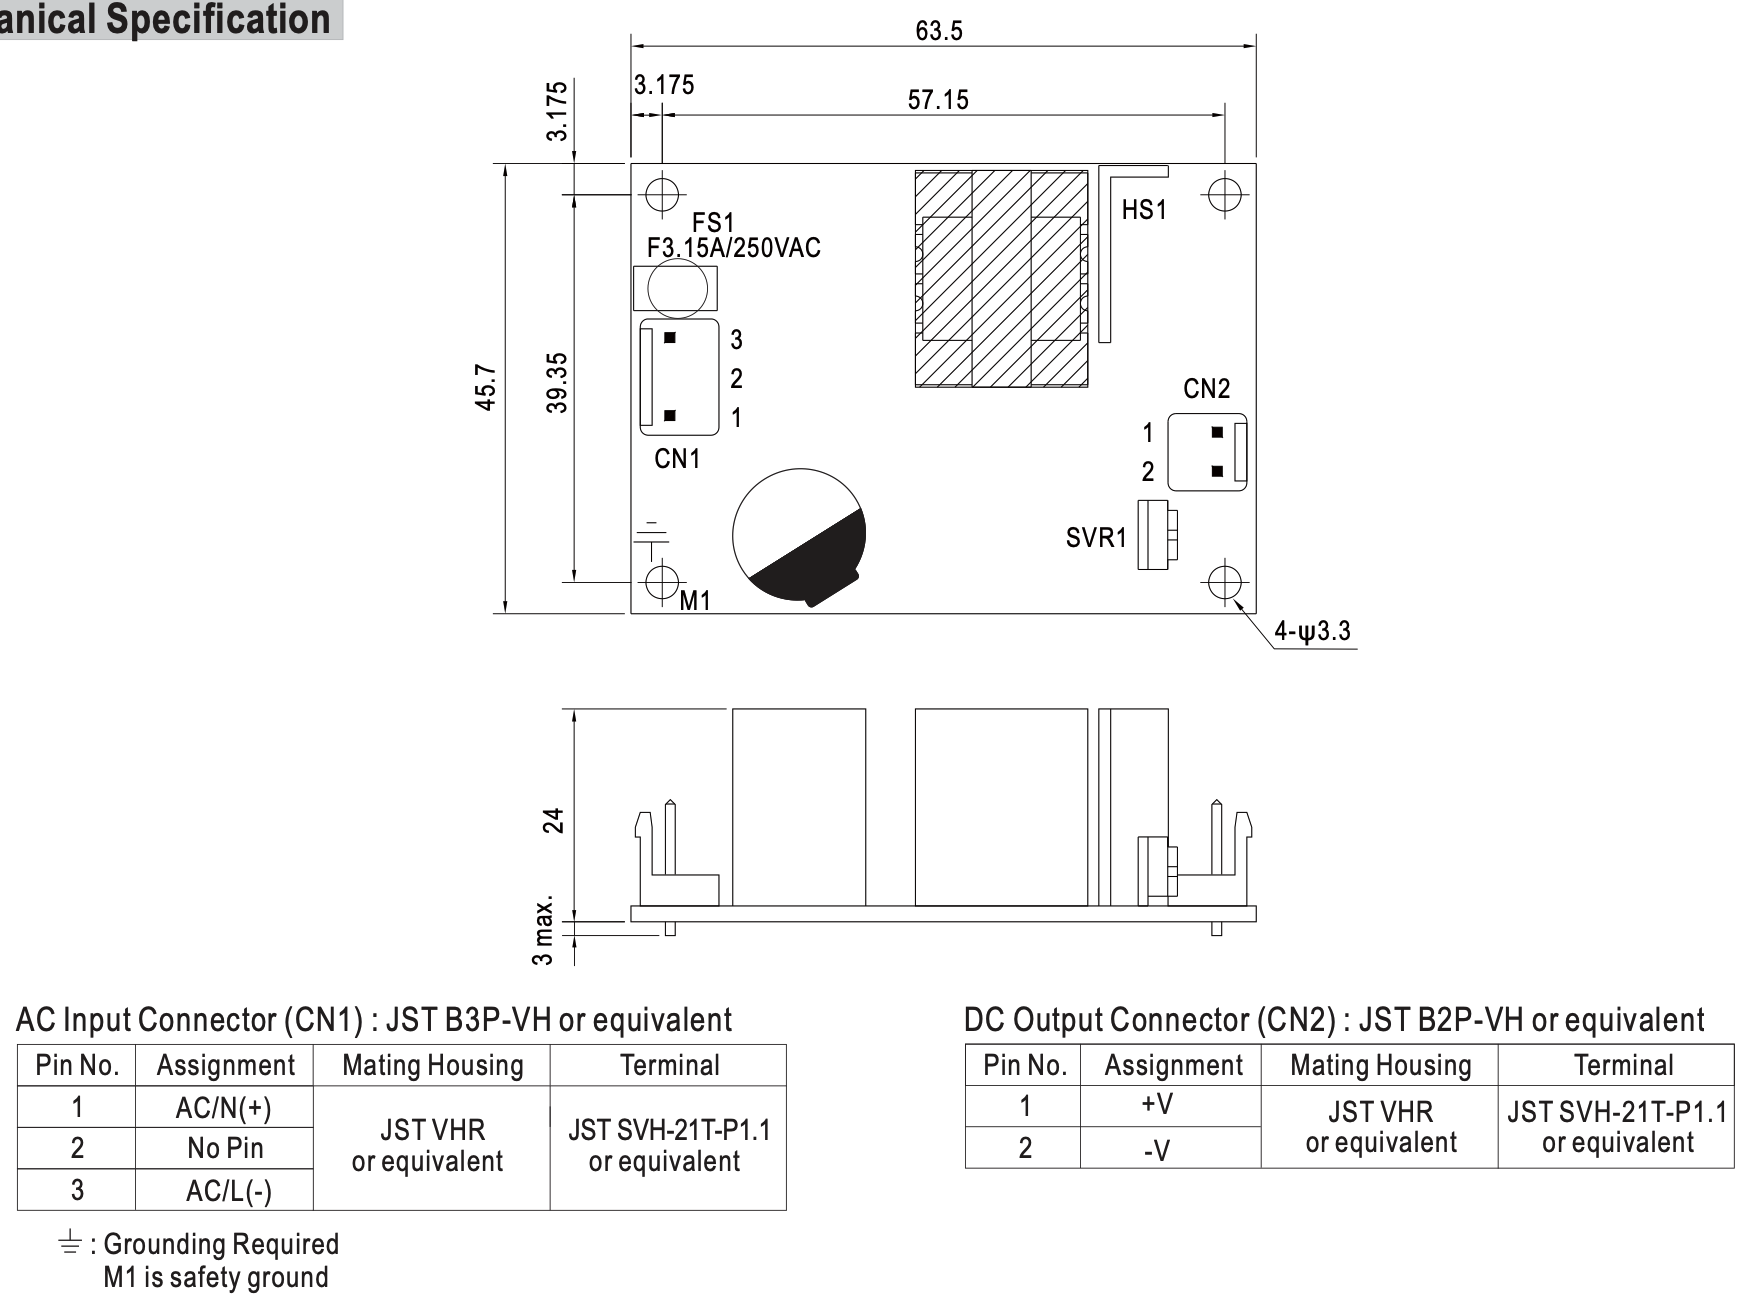 anical Specification
63.5
3.175
57.15
3.175
HS1
FS1
F3.15A/250VAC
3
2
1
CN1
45.7
39.35
CN2
1
2
SVR1
M1
4-ψ3.3
24
3 max.
AC Input Connector (CN1) : JST B3P-VH or equivalent
Pin No. Assignment Mating Housing Terminal
1 AC/N(+)
2 No Pin
3 AC/L(-)
JST VHR
or equivalent
JST SVH-21T-P1.1
or equivalent
⏚ : Grounding Required
M1 is safety ground
DC Output Connector (CN2) : JST B2P-VH or equivalent
Pin No. Assignment Mating Housing Terminal
1 +V
2 -V
JST VHR
or equivalent
JST SVH-21T-P1.1
or equivalent